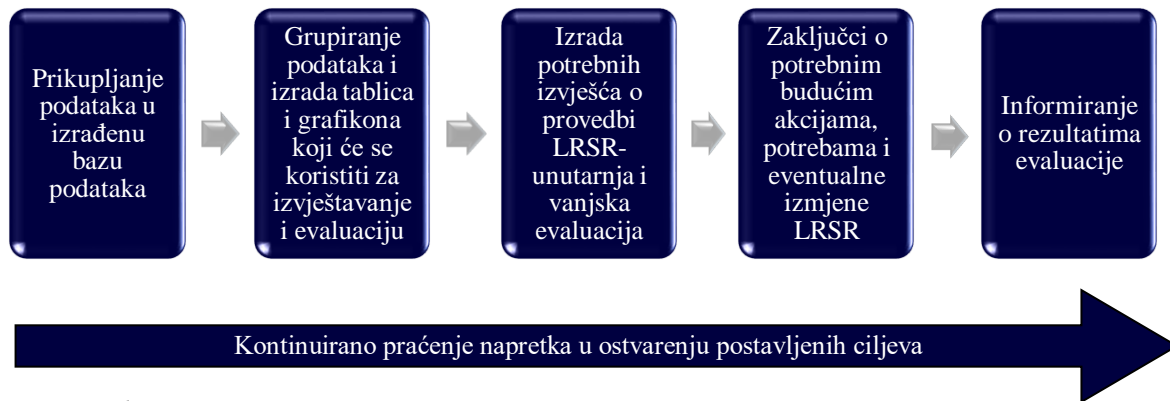 Prikupljanje
podataka u
izrađenu
bazu
podataka
Grupiranje
podataka i
izrada tablica
i grafikona
koji će se
koristiti za
izvještavanje
i evaluaciju
Izrada
potrebnih
izvješća o
provedbi
LRSR-
unutarnja i
vanjska
evaluacija
Zaključci o
potrebnim
budućim
akcijama,
potrebama i
eventualne
izmjene
LRSR
Informiranje
o rezultatima
evaluacije
Kontinuirano praćenje napretka u ostvarenju postavljenih ciljeva